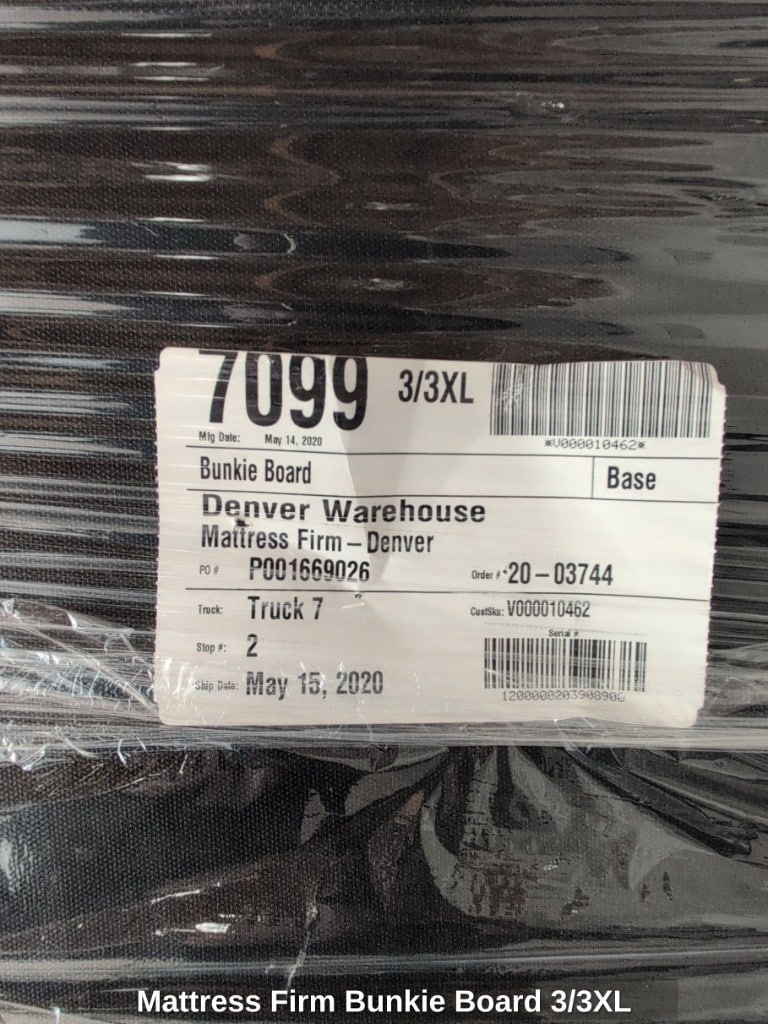 7099 3/3XL
*V000010462*
Mfg Date: May 14, 2020
Bunkie Board Base
Denver Warehouse
Mattress Firm – Denver
PO # P001669026 Order #: 20 – 03744
Truck: Truck 7 CustSku: V000010462
Stop #: 2
Serial #
Ship Date: May 15, 2020
Mattress Firm Bunkie Board 3/3XL